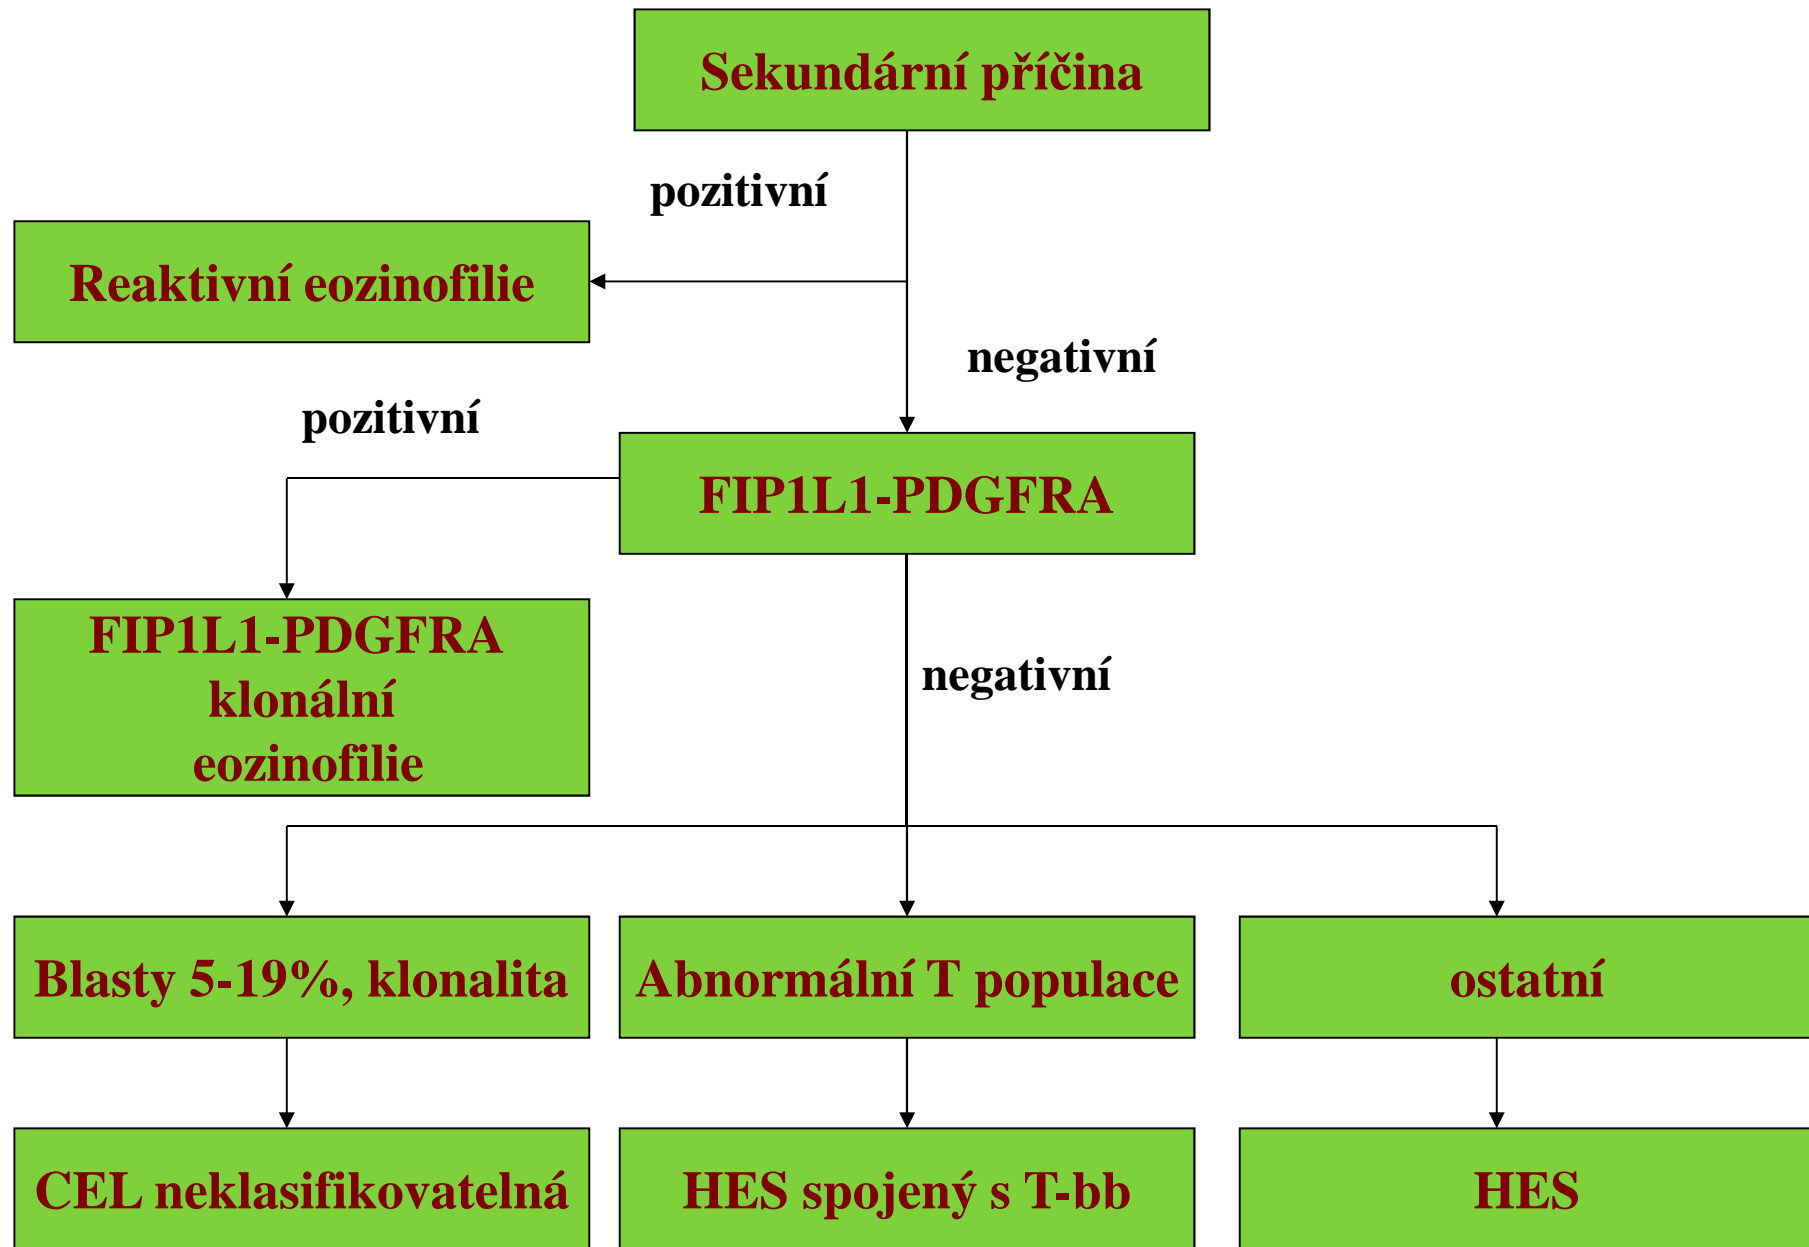 Sekundární příčina
pozitivní
Reaktivní eozinofilie
negativní
pozitivní
FIP1L1-PDGFRA
FIP1L1-PDGFRA
klonální
eozinofilie
negativní
Blasty 5-19%, klonalita
Abnormální T populace
ostatní
CEL neklasifikovatelná
HES spojený s T-bb
HES